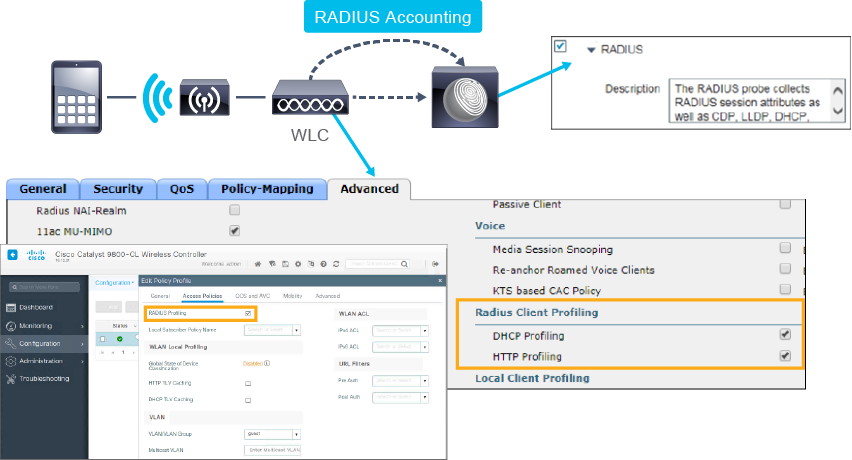 RADIUS Accounting
RADIUS
Description
The RADIUS probe collects
RADIUS session attributes as
well as CDP, LLDP, DHCP,
WLC
General
Security
QoS
Policy-Mapping
Advanced
Radius NAI-Realm
11ac MU-MIMO
Passive Client
Voice
Media Session Snooping
Re-anchor Roamed Voice Clients
KTS based CAC Policy
Radius Client Profiling
DHCP Profiling
HTTP Profiling
Local Client Profiling
cisco
Cisco Catalyst 9800-CL Wireless Controller
Welcome admin
Dashboard
Monitoring
Configuration
Administration
Troubleshooting
Configuration
Status
1
Edit Policy Profile
General
Access Policies
QOS and AVC
Mobility
Advanced
RADIUS Profiling
Local Subscriber Policy Name
WLAN Local Profiling
Global State of Device
Classification
Disabled
HTTP TLV Caching
DHCP TLV Caching
VLAN
VLAN/VLAN Group
guest
Multicast VLAN
Enter Multicast VLAN
WLAN ACL
IPv4 ACL
IPv6 ACL
URL Filters
Pre Auth
Post Auth